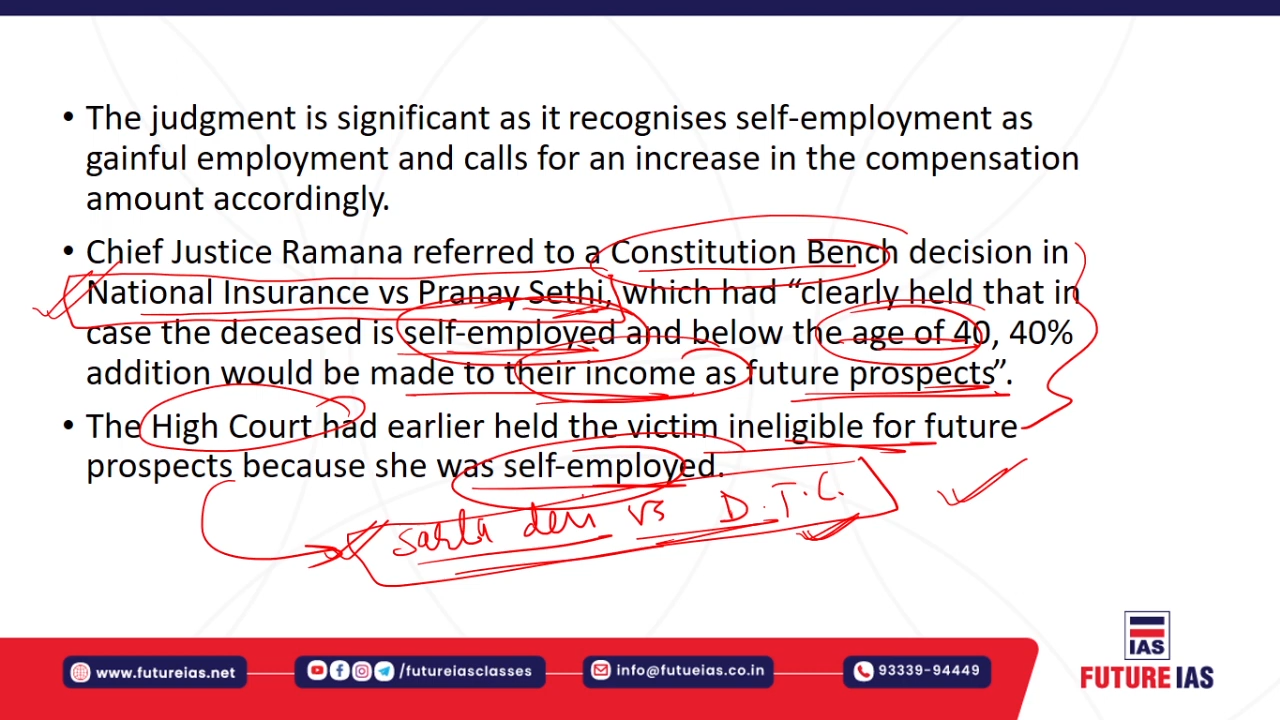 • The judgment is significant as it recognises self-employment as
gainful employment and calls for an increase in the compensation
amount accordingly.
• Chief Justice Ramana referred to a Constitution Bench decision in
National Insurance vs Pranay Sethi, which had “clearly held that in
case the deceased is self-employed and below the age of 40, 40%
addition would be made to their income as future prospects”.
• The High Court had earlier held the victim ineligible for future
prospects because she was self-employed.
sarla devi vs D.T.C.
IAS
FUTURE IAS
www.futureias.net
/futureiasclasses
info@futueias.co.in
93339-94449